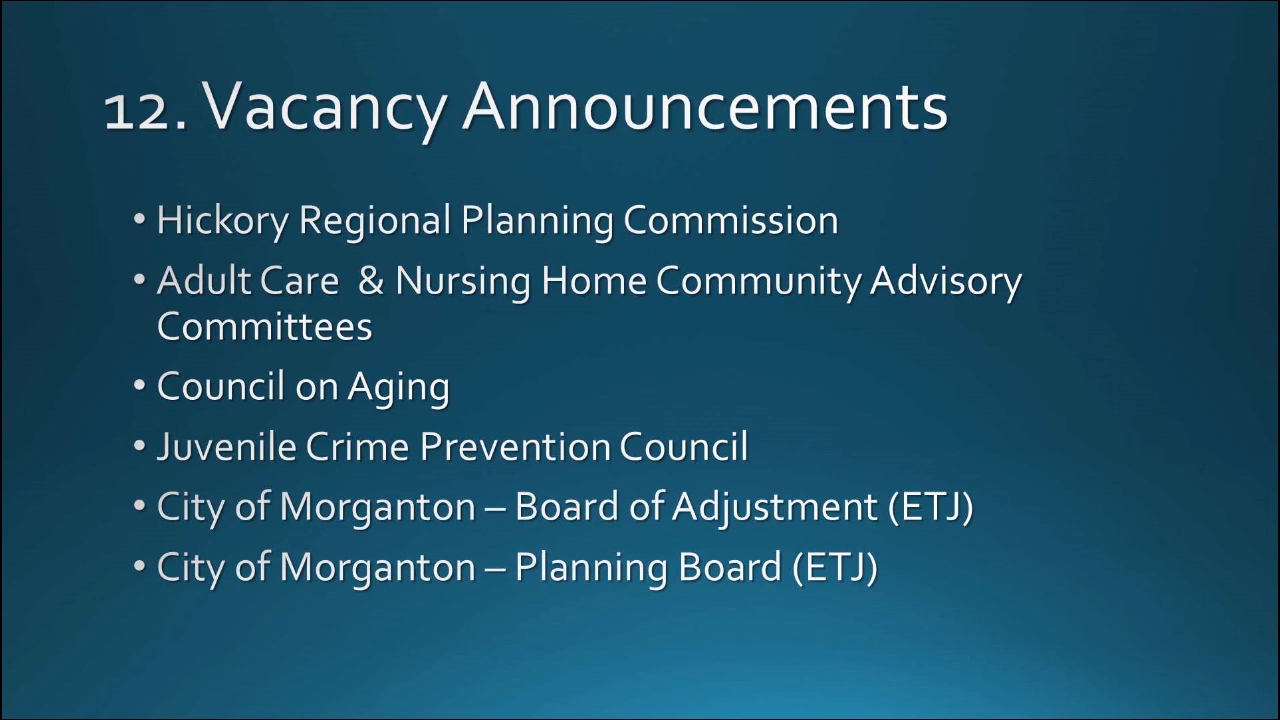 12. Vacancy Announcements
• Hickory Regional Planning Commission
• Adult Care  & Nursing Home Community Advisory
Committees
• Council on Aging
• Juvenile Crime Prevention Council
• City of Morganton – Board of Adjustment (ETJ)
• City of Morganton – Planning Board (ETJ)